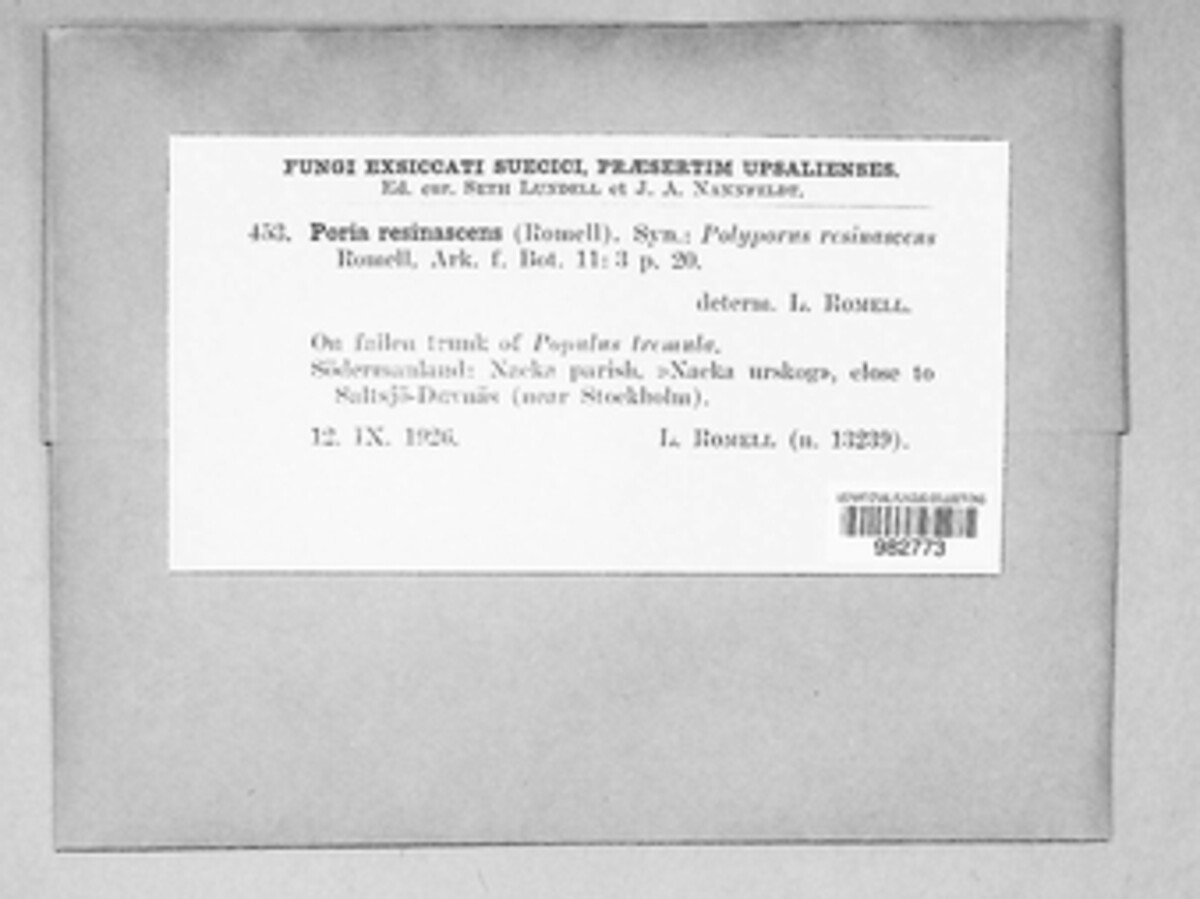 FUNGI EXSICCATI SUECICI, PRÆSERTIM UPSALIENSES.
Ed. cur. SETH LUNDELL et J. A. NANNFELDT.
453. Poria resinascens (Romell). Syn.: Polyporus resinascens
Romell, Ark. f. Bot. 11: 3 p. 20.
determ. L. ROMELL.
On fallen trunk of Populus tremula.
Södermanland: Nacka parish, »Nacka urskog», close to
Saltsjö-Duvnäs (near Stockholm).
12. IX. 1926.
L. ROMELL (n. 13239).
982773